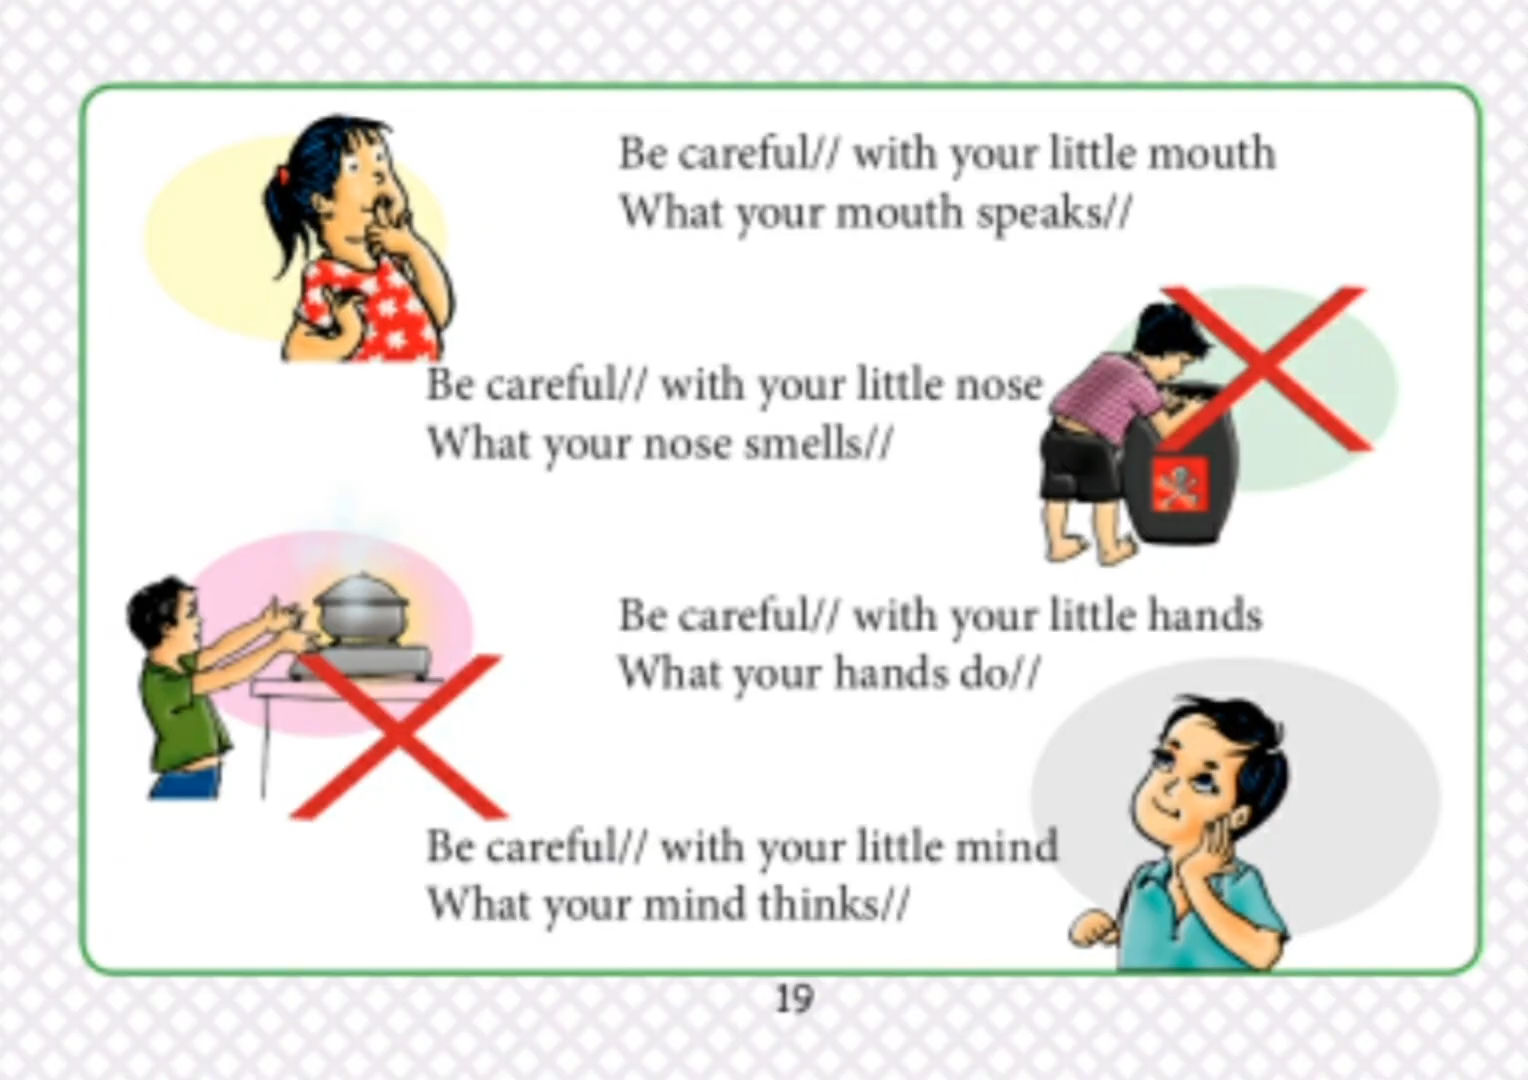 Be careful// with your little mouth
What your mouth speaks//
Be careful// with your little nose
What your nose smells//
Be careful// with your little hands
What your hands do//
Be careful// with your little mind
What your mind thinks//
19